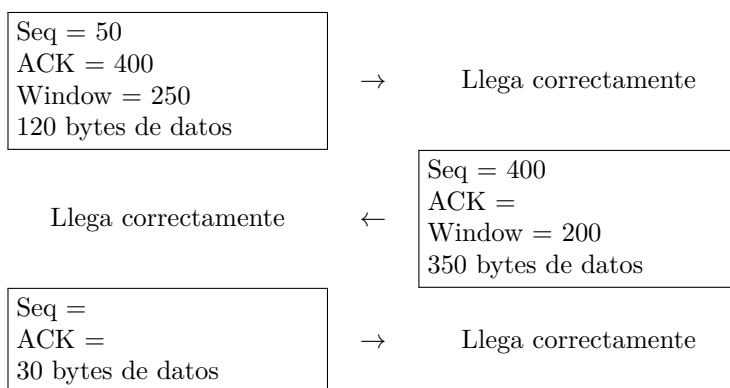 Seq = 50
ACK = 400
Window = 250
120 bytes de datos
→ Llega correctamente
Seq = 400
ACK =
Window = 200
350 bytes de datos
Llega correctamente ←
Seq =
ACK =
30 bytes de datos
→ Llega correctamente